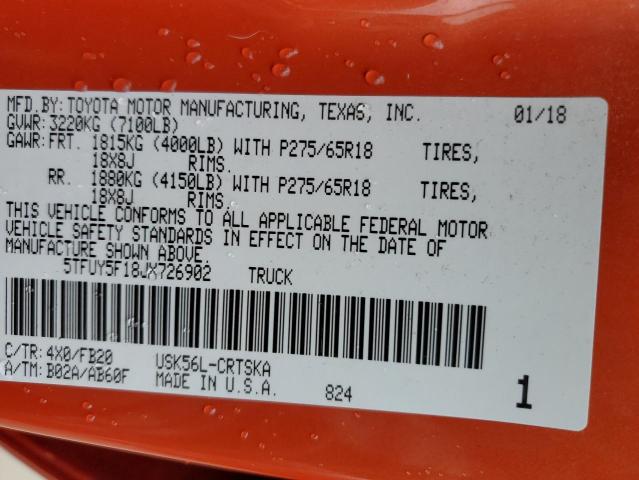 MFD.BY: TOYOTA MOTOR MANUFACTURING, TEXAS, INC. 01/18
GVWR: 3220KG (7100LB)
GAWR: FRT. 1815KG (4000LB) WITH P275/65R18 TIRES,
18X8J RIMS.
RR. 1880KG (4150LB) WITH P275/65R18 TIRES,
18X8J RIMS.
THIS VEHICLE CONFORMS TO ALL APPLICABLE FEDERAL MOTOR
VEHICLE SAFETY STANDARDS IN EFFECT ON THE DATE OF
MANUFACTURE SHOWN ABOVE.
5TFUY5F18JX726902 TRUCK
C/TR: 4X0/FB20 USK56L-CRTSKA
A/TM: B02A/AB60F MADE IN U.S.A. 824 1